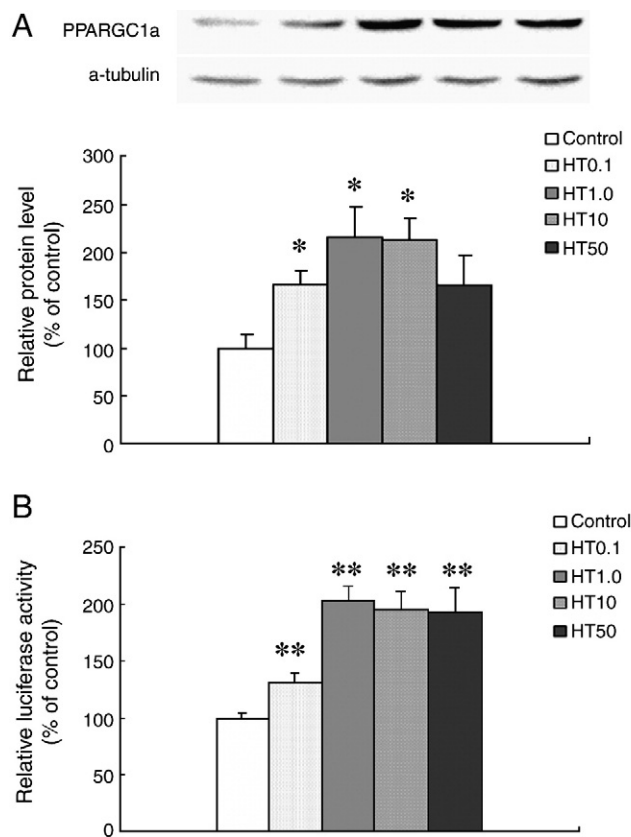 A
PPARGC1a
a-tubulin
Control
HT0.1
HT1.0
HT10
HT50
Relative protein level
(% of control)
300
250
200
150
100
50
0
*
*
*
B
Control
HT0.1
HT1.0
HT10
HT50
Relative luciferase activity
(% of control)
250
200
150
100
50
0
**
**
**
**